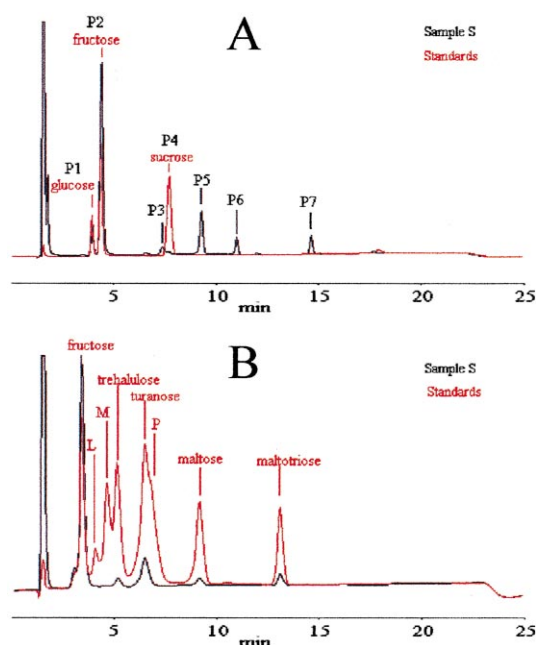 A
Sample S
Standards
P2
fructose
P1
glucose
P4
sucrose
P3
P5
P6
P7
5 10 15 20 25
min
B
Sample S
Standards
fructose
L
M
trehalulose
turanose
P
maltose
maltotriose
5 10 15 20 25
min